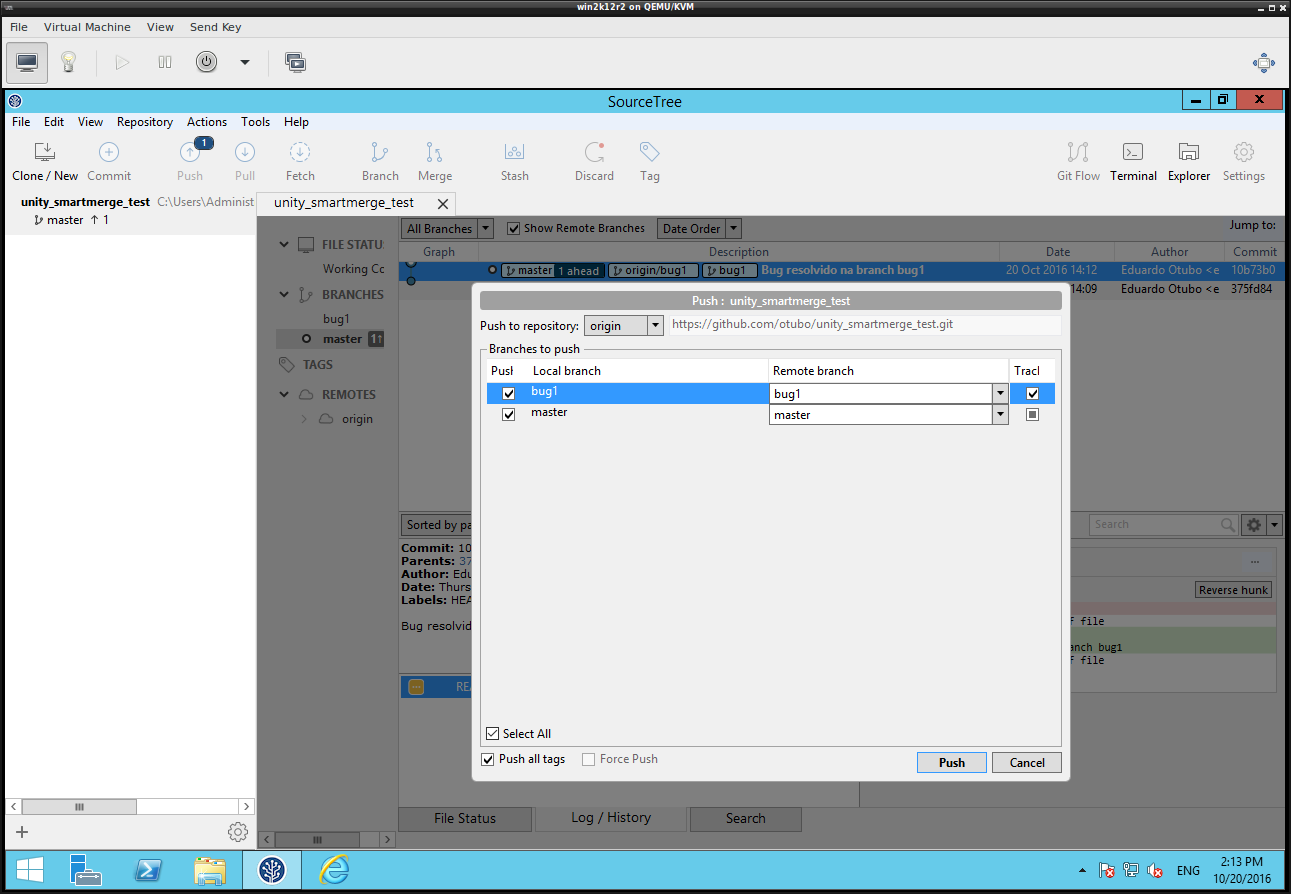 win2k12r2 on QEMU/KVM
File Virtual Machine View Send Key
SourceTree
File Edit View Repository Actions Tools Help
1
Clone / New Commit Push Pull Fetch Branch Merge Stash Discard Tag Git Flow Terminal Explorer Settings
unity_smartmerge_test C:\Users\Administ
master 1
unity_smartmerge_test
FILE STATU
Working Cc
BRANCHES
bug1
master 1
TAGS
REMOTES
origin
All Branches Show Remote Branches Date Order Jump to:
Graph Description Date Author Commit
master 1 ahead origin/bug1 bug1 Bug resolvido na branch bug1 20 Oct 2016 14:12 Eduardo Otubo <e 10b73b0
14:09 Eduardo Otubo <e 375fd84
Push : unity_smartmerge_test
Push to repository: origin https://github.com/otubo/unity_smartmerge_test.git
Branches to push
Push Local branch Remote branch Tracl
bug1 bug1
master master
Select All
Push all tags Force Push Push Cancel
Sorted by pa
Search
Commit: 10
Parents: 37
Author: Edu
Date: Thurs
Labels: HEA
Bug resolvid
REA
...
Reverse hunk
f file
anch bug1
f file
File Status Log / History Search
ENG
2:13 PM
10/20/2016